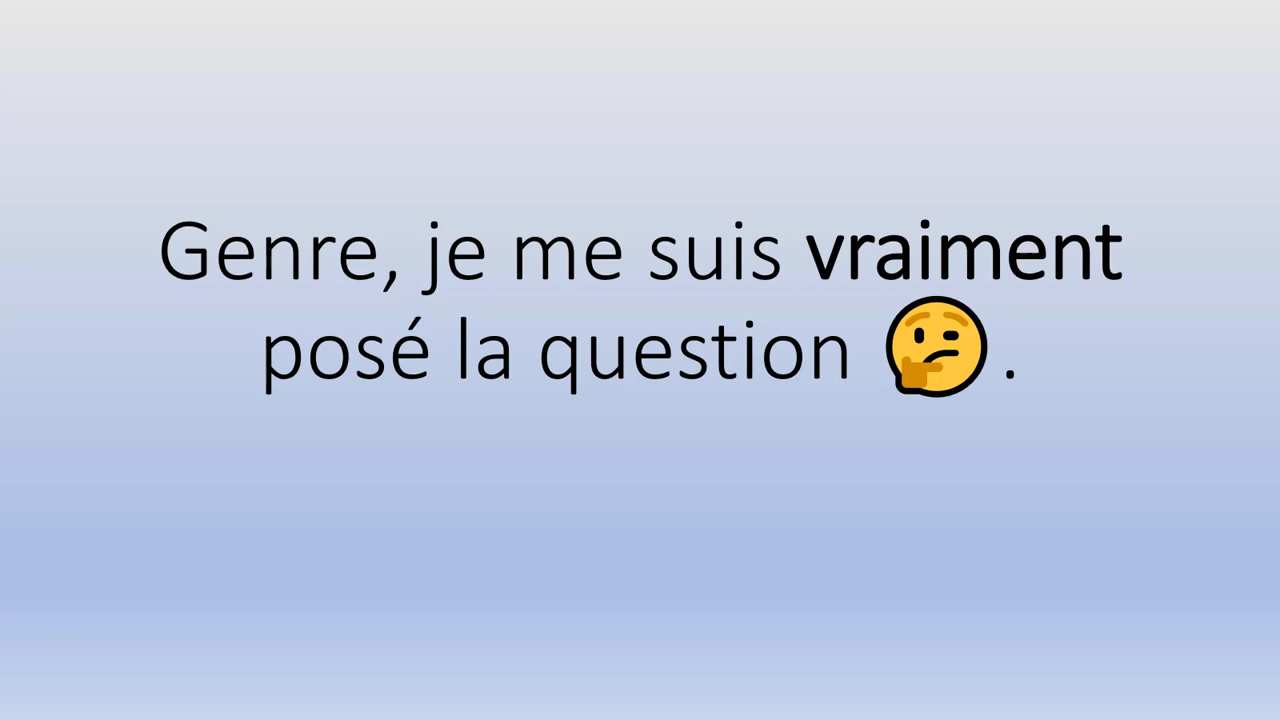 Genre, je me suis vraiment
posé la question 🤔.